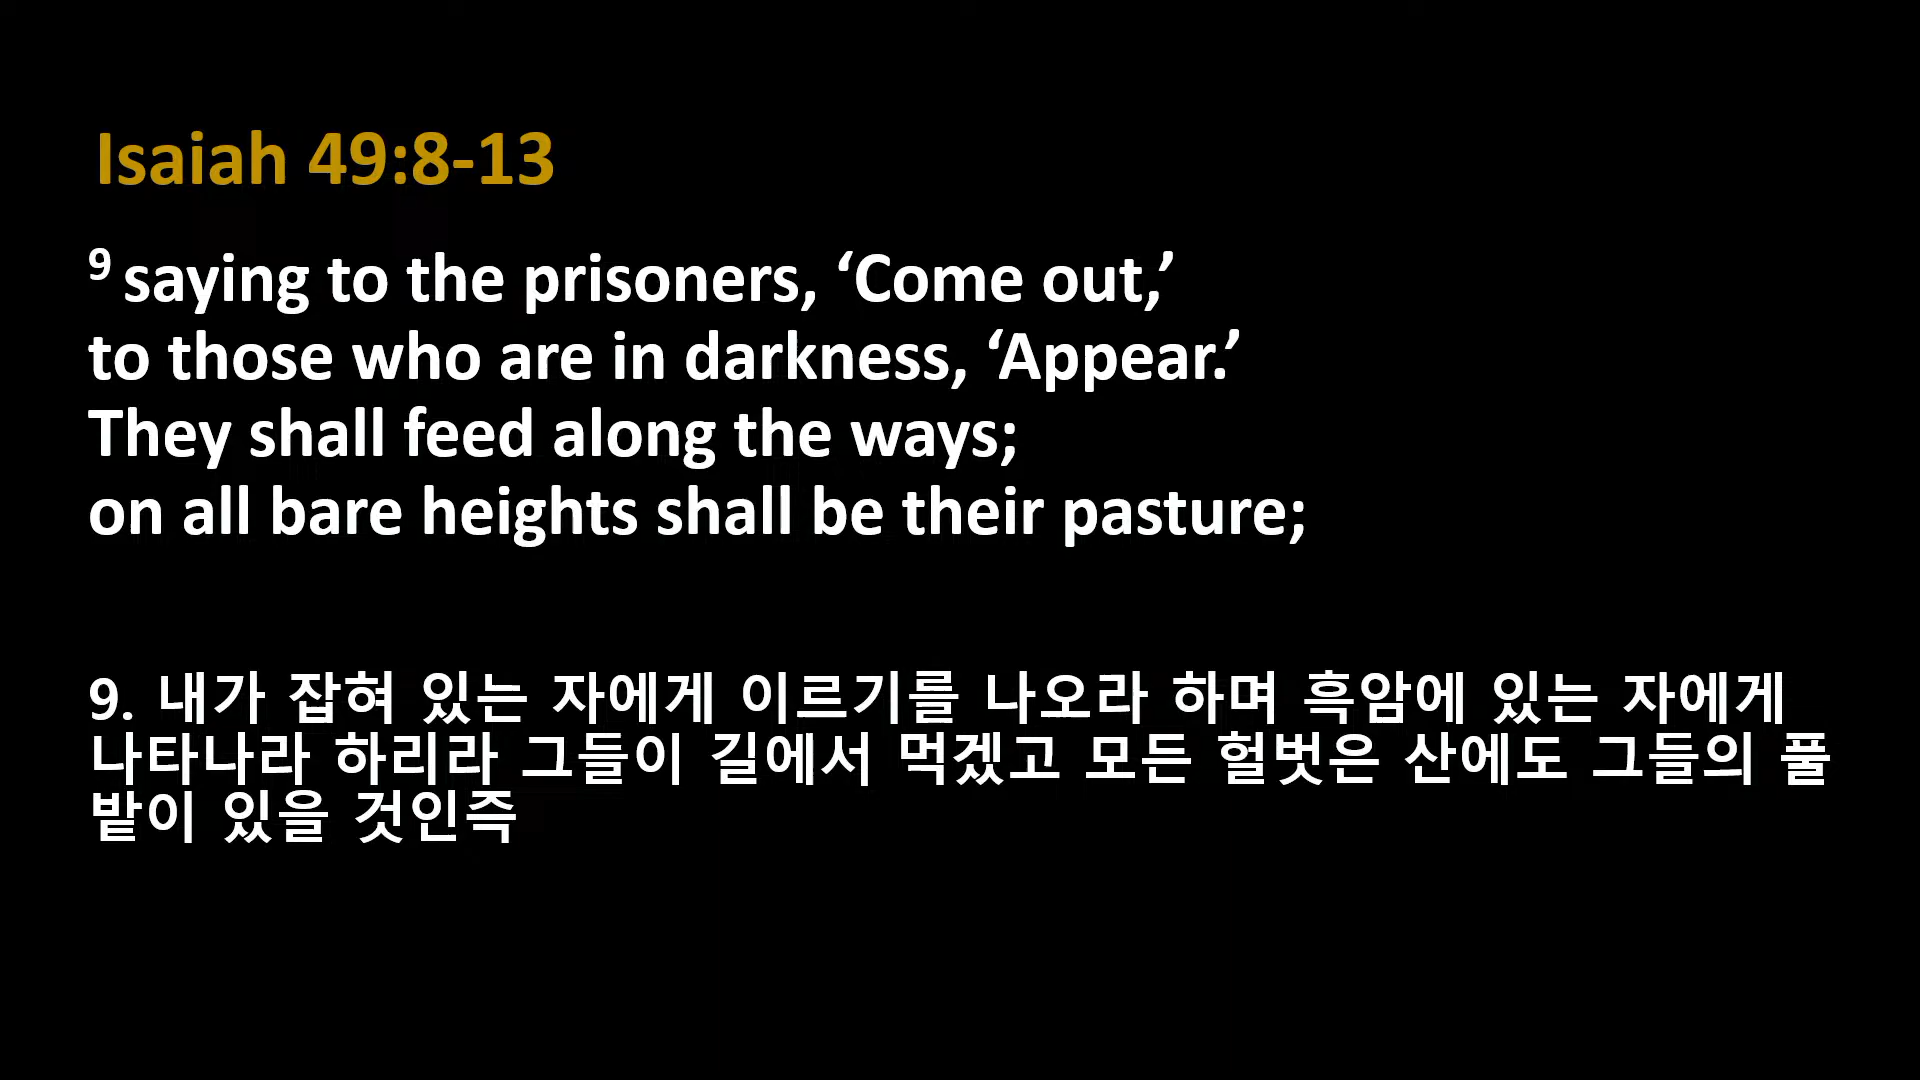 Isaiah 49:8-13
9 saying to the prisoners, ‘Come out,’
to those who are in darkness, ‘Appear.’
They shall feed along the ways;
on all bare heights shall be their pasture;
9. 내가 잡혀 있는 자에게 이르기를 나오라 하며 흑암에 있는 자에게
나타나라 하리라 그들이 길에서 먹겠고 모든 헐벗은 산에도 그들의 풀
밭이 있을 것인즉